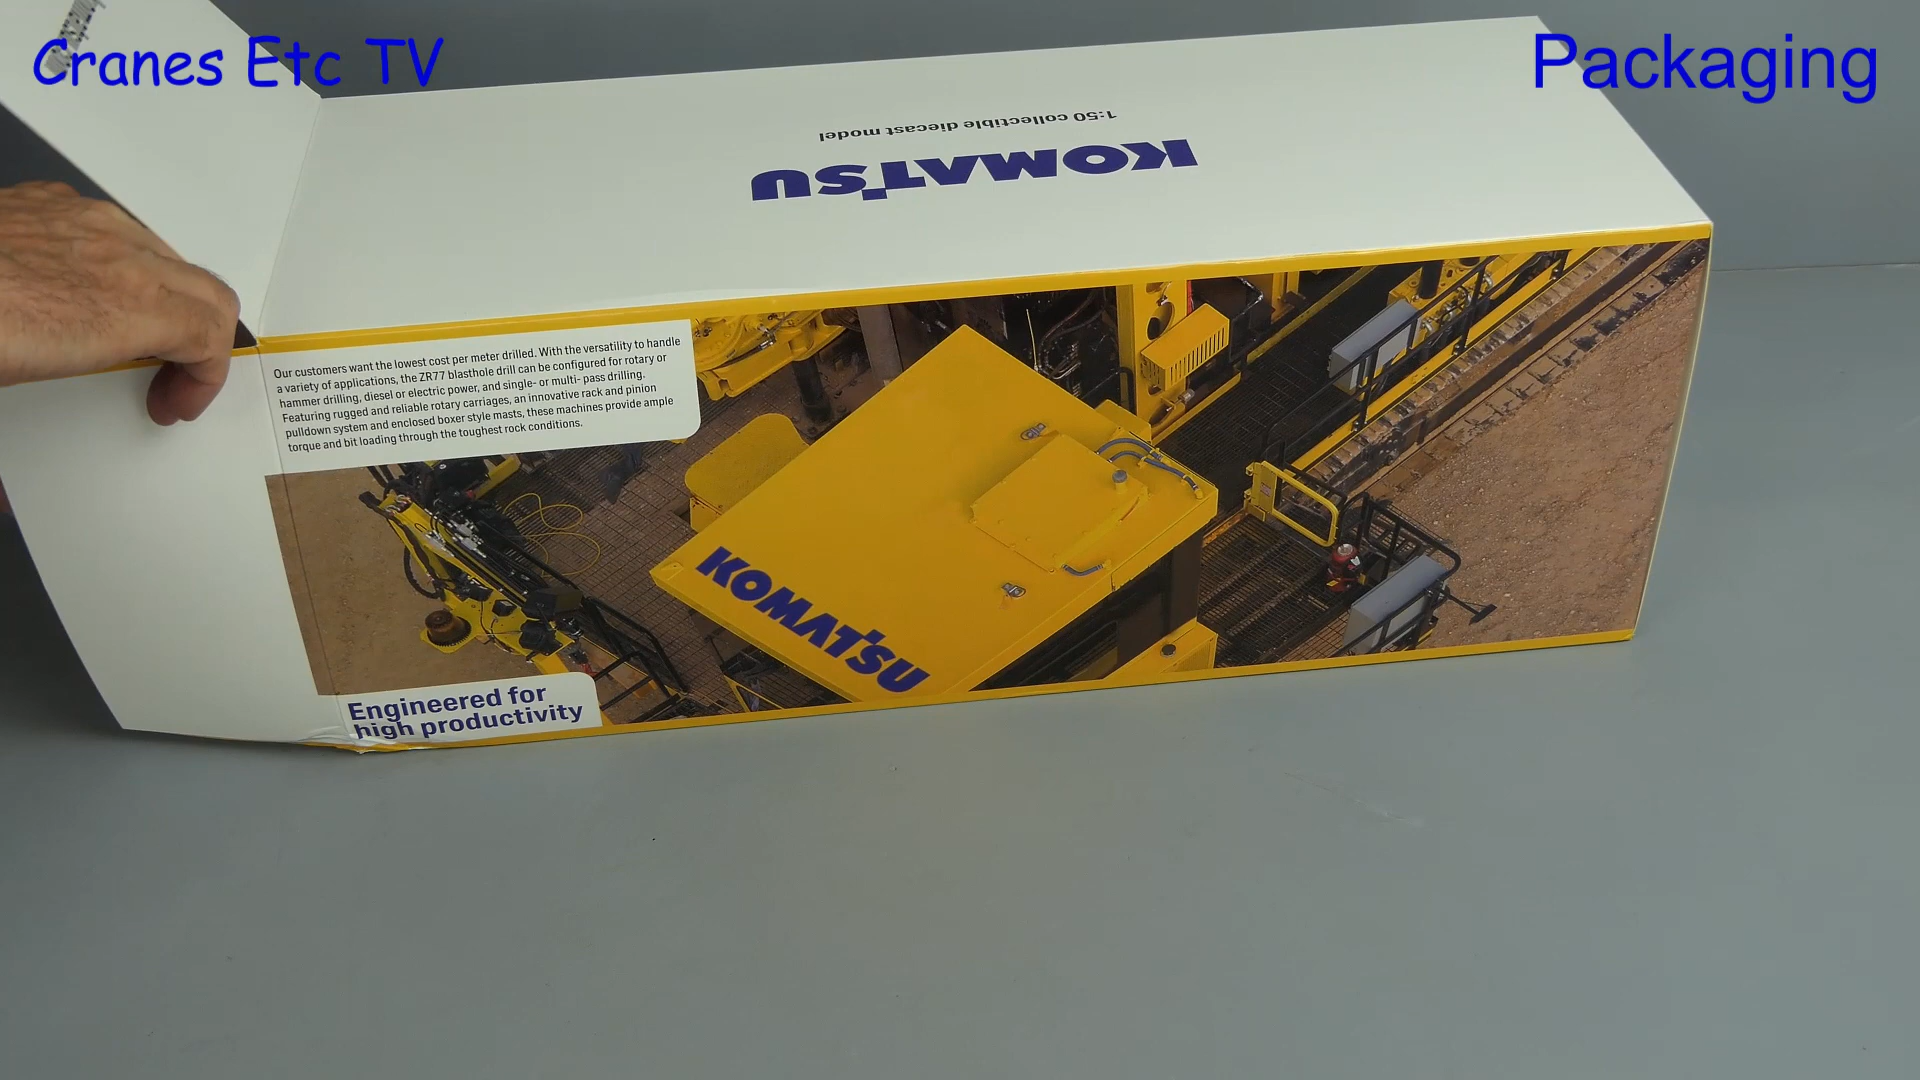 Cranes Etc TV
Packaging
1:50 collectible diecast model
KOMATSU
Our customers want the lowest cost per meter drilled. With the versatility to handle
a variety of applications, the ZR77 blasthole drill can be configured for rotary or
hammer drilling, diesel or electric power, and single- or multi- pass drilling.
Featuring rugged and reliable rotary carriages, an innovative rack and pinion
pulldown system and enclosed boxer style masts, these machines provide ample
torque and bit loading through the toughest rock conditions.
KOMATSU
Engineered for
high productivity